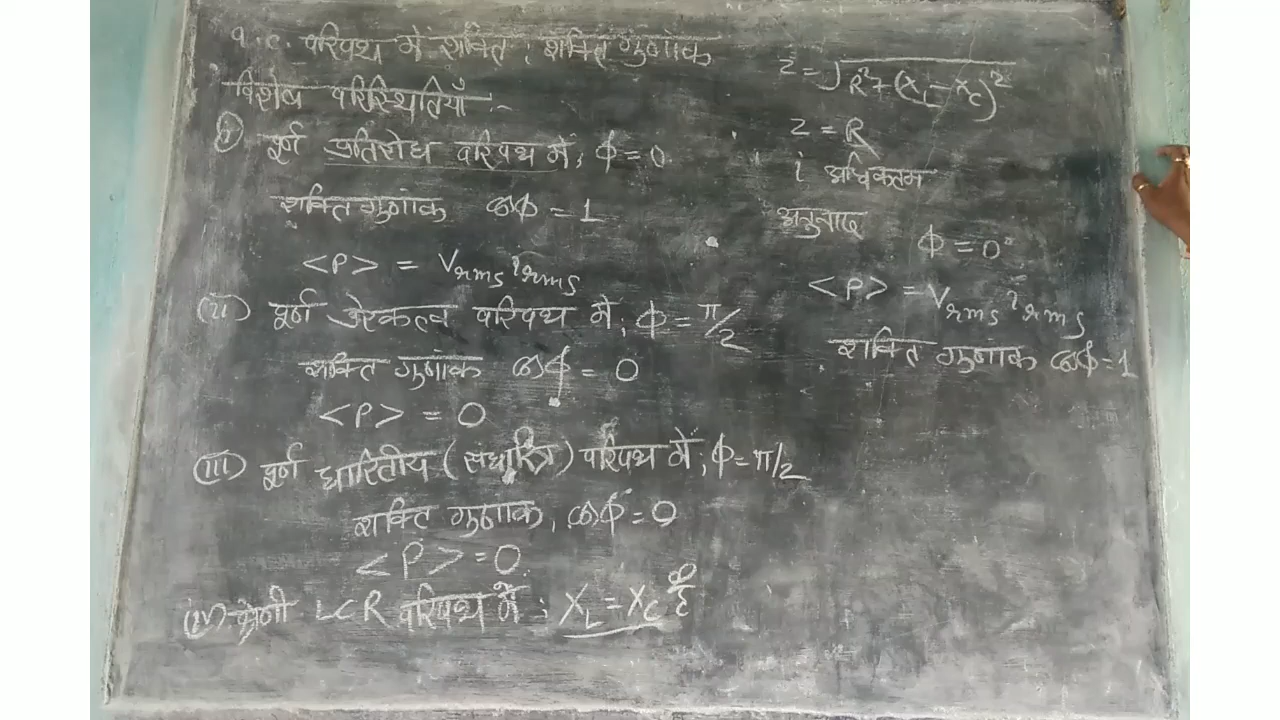 a.c. परिपथ में शक्ति : शक्ति गुणांक
विशेष परिस्थितियाँ :-
(i) पूर्ण प्रतिरोध परिपथ में, ϕ = 0
शक्ति गुणांक cosϕ = 1
<P> = Vrms irms
(ii) पूर्ण प्रेरकत्व परिपथ में, ϕ = π/2
शक्ति गुणांक cosϕ = 0
<P> = 0
(iii) पूर्ण धारितीय (संधारित्र) परिपथ में, ϕ = π/2
शक्ति गुणांक, cosϕ = 0
<P> = 0
(iv) श्रेणी LCR परिपथ में ; XL = XC
Z = √R²+(XL-XC)²
Z = R
i अधिकतम
अनुनाद
ϕ = 0°
<P> = Vrms irms
शक्ति गुणांक cosϕ = 1